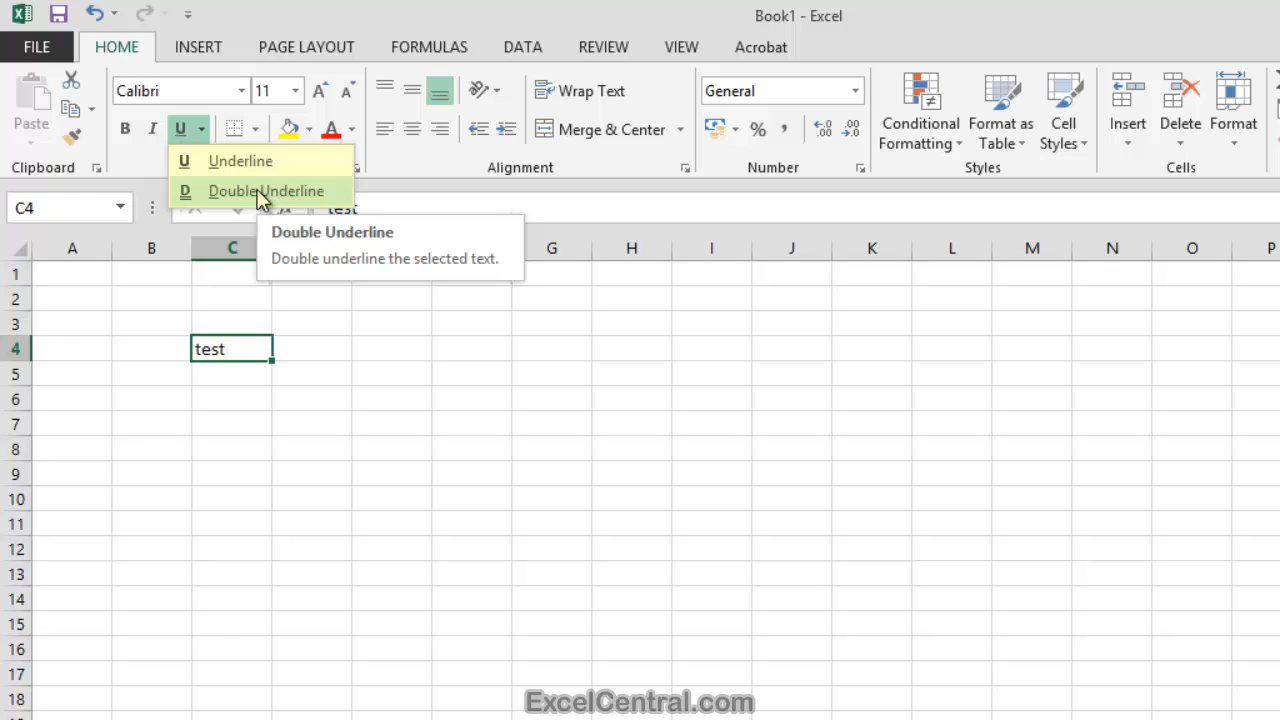 Book1 - Excel
FILE HOME INSERT PAGE LAYOUT FORMULAS DATA REVIEW VIEW Acrobat
Paste
Clipboard
Calibri 11
B I U
A
Underline
Double Underline
Wrap Text
Merge & Center
Alignment
General
%
Number
Conditional Formatting
Format as Table
Cell Styles
Styles
Insert Delete Format
Cells
C4
test
Double Underline
Double underline the selected text.
A B C G H I J K L M N O P
1
2
3
4 test
5
6
7
8
9
10
11
12
13
14
15
16
17
18
ExcelCentral.com